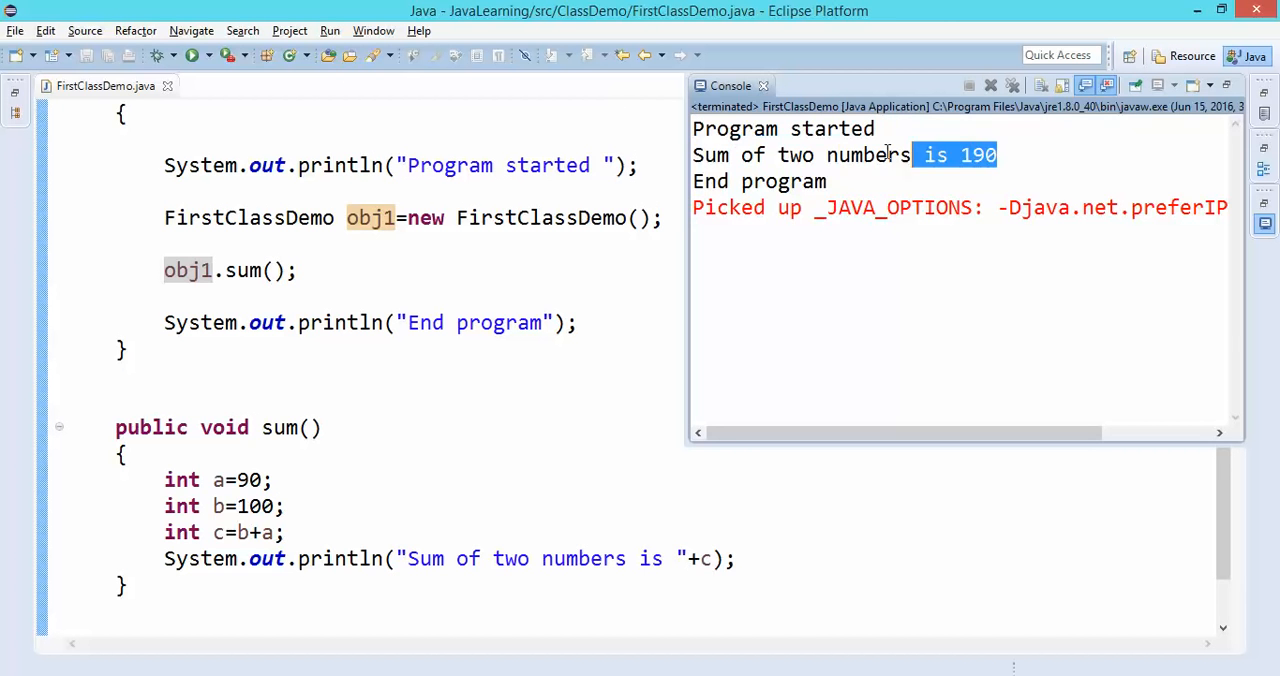 Java - JavaLearning/src/ClassDemo/FirstClassDemo.java - Eclipse Platform
File Edit Source Refactor Navigate Search Project Run Window Help
Quick Access Resource Java
FirstClassDemo.java
{
System.out.println("Program started ");
FirstClassDemo obj1=new FirstClassDemo();
obj1.sum();
System.out.println("End program");
}
public void sum()
{
int a=90;
int b=100;
int c=b+a;
System.out.println("Sum of two numbers is "+c);
}
Console
<terminated> FirstClassDemo [Java Application] C:\Program Files\Java\jre1.8.0_40\bin\javaw.exe (Jun 15, 2016, 3
Program started
Sum of two numbers is 190
End program
Picked up _JAVA_OPTIONS: -Djava.net.preferIP